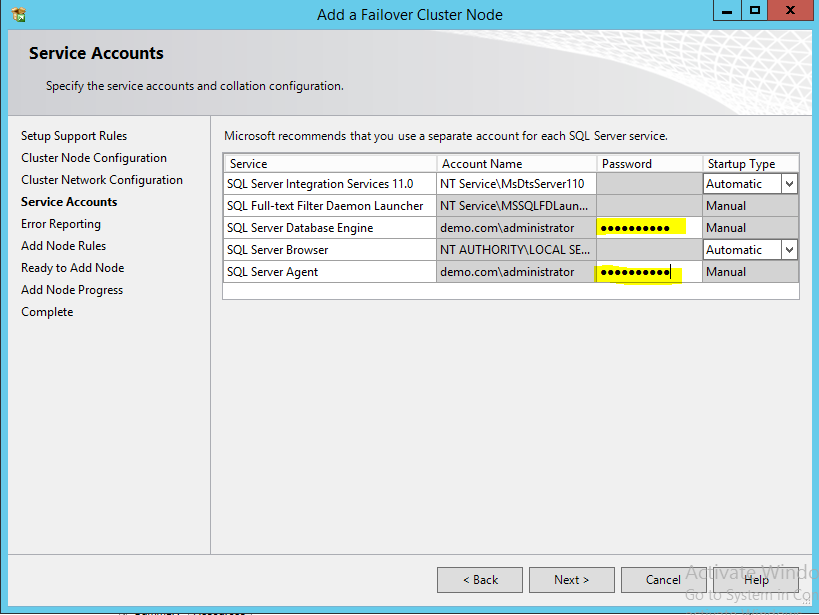 Add a Failover Cluster Node
Service Accounts
Specify the service accounts and collation configuration.
Setup Support Rules
Cluster Node Configuration
Cluster Network Configuration
Service Accounts
Error Reporting
Add Node Rules
Ready to Add Node
Add Node Progress
Complete
Microsoft recommends that you use a separate account for each SQL Server service.
Service Account Name Password Startup Type
SQL Server Integration Services 11.0 NT Service\MsDtsServer110 Automatic
SQL Full-text Filter Daemon Launcher NT Service\MSSQLFDLaun... Manual
SQL Server Database Engine demo.com\administrator ●●●●●●●●●● Manual
SQL Server Browser NT AUTHORITY\LOCAL SE... Automatic
SQL Server Agent demo.com\administrator ●●●●●●●●●● Manual
< Back Next > Cancel Help
Activate Windo
Go to System in Con